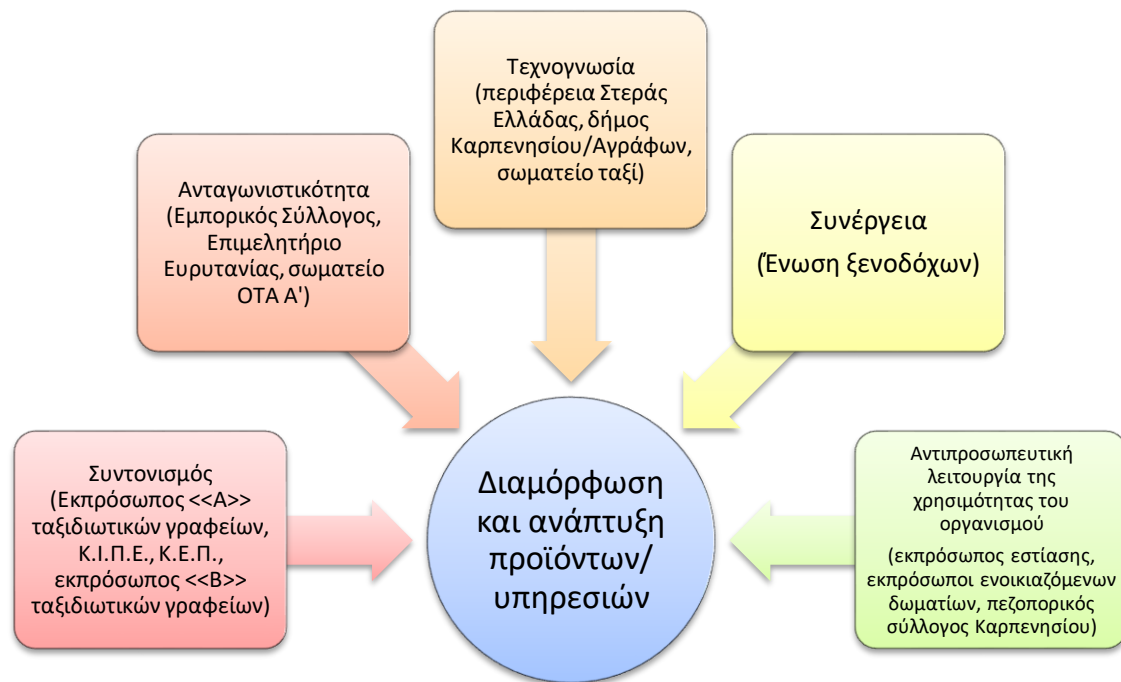 Τεχνογνωσία
(περιφέρεια Στεράς
Ελλάδας, δήμος
Καρπενησίου/Αγράφων,
σωματείο ταξί)
Ανταγωνιστικότητα
(Εμπορικός Σύλλογος,
Επιμελητήριο
Ευρυτανίας, σωματείο
ΟΤΑ Α')
Συνέργεια
(Ένωση ξενοδόχων)
Συντονισμός
(Εκπρόσωπος <<Α>>
ταξιδιωτικών γραφείων,
Κ.Ι.Π.Ε., Κ.Ε.Π.,
εκπρόσωπος <<Β>>
ταξιδιωτικών γραφείων)
Διαμόρφωση
και ανάπτυξη
προϊόντων/
υπηρεσιών
Αντιπροσωπευτική
λειτουργία της
χρησιμότητας του
οργανισμού
(εκπρόσωπος εστίασης,
εκπρόσωποι ενοικιαζόμενων
δωματίων, πεζοπορικός
σύλλογος Καρπενησίου)